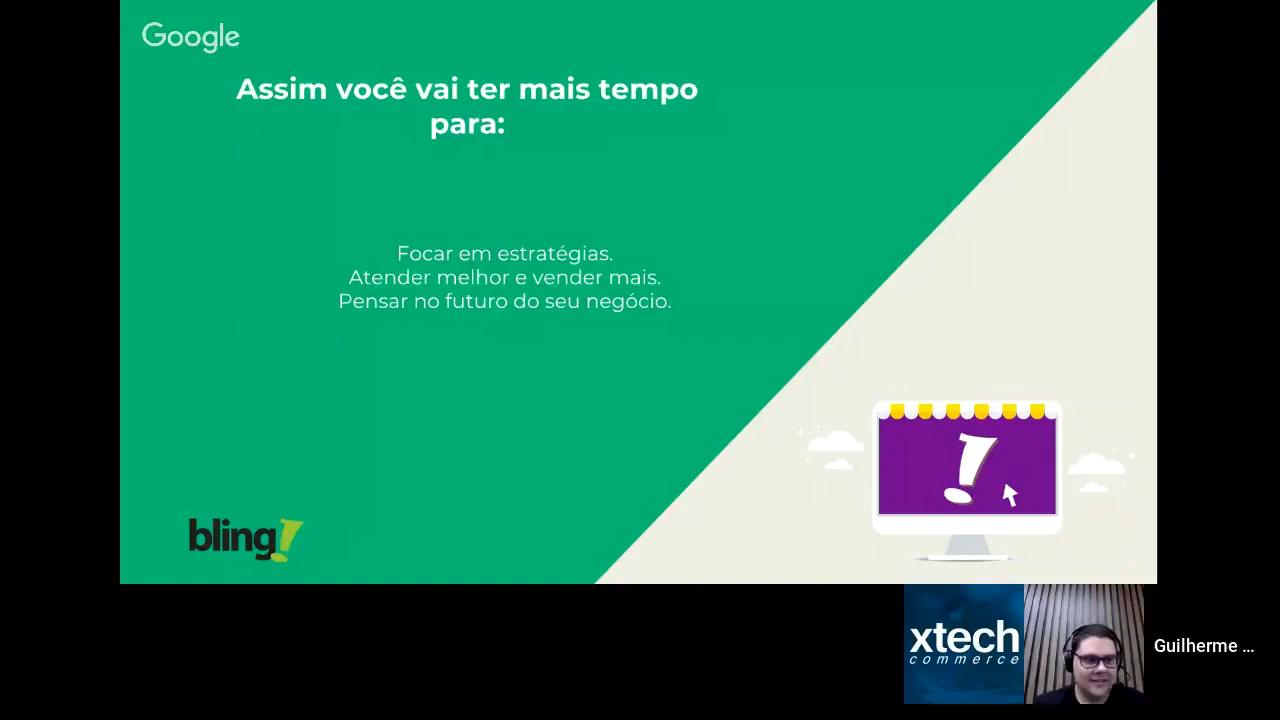 Google
Assim você vai ter mais tempo
para:
Focar em estratégias.
Atender melhor e vender mais.
Pensar no futuro do seu negócio.
bling!
!
xtech
commerce
Guilherme ...